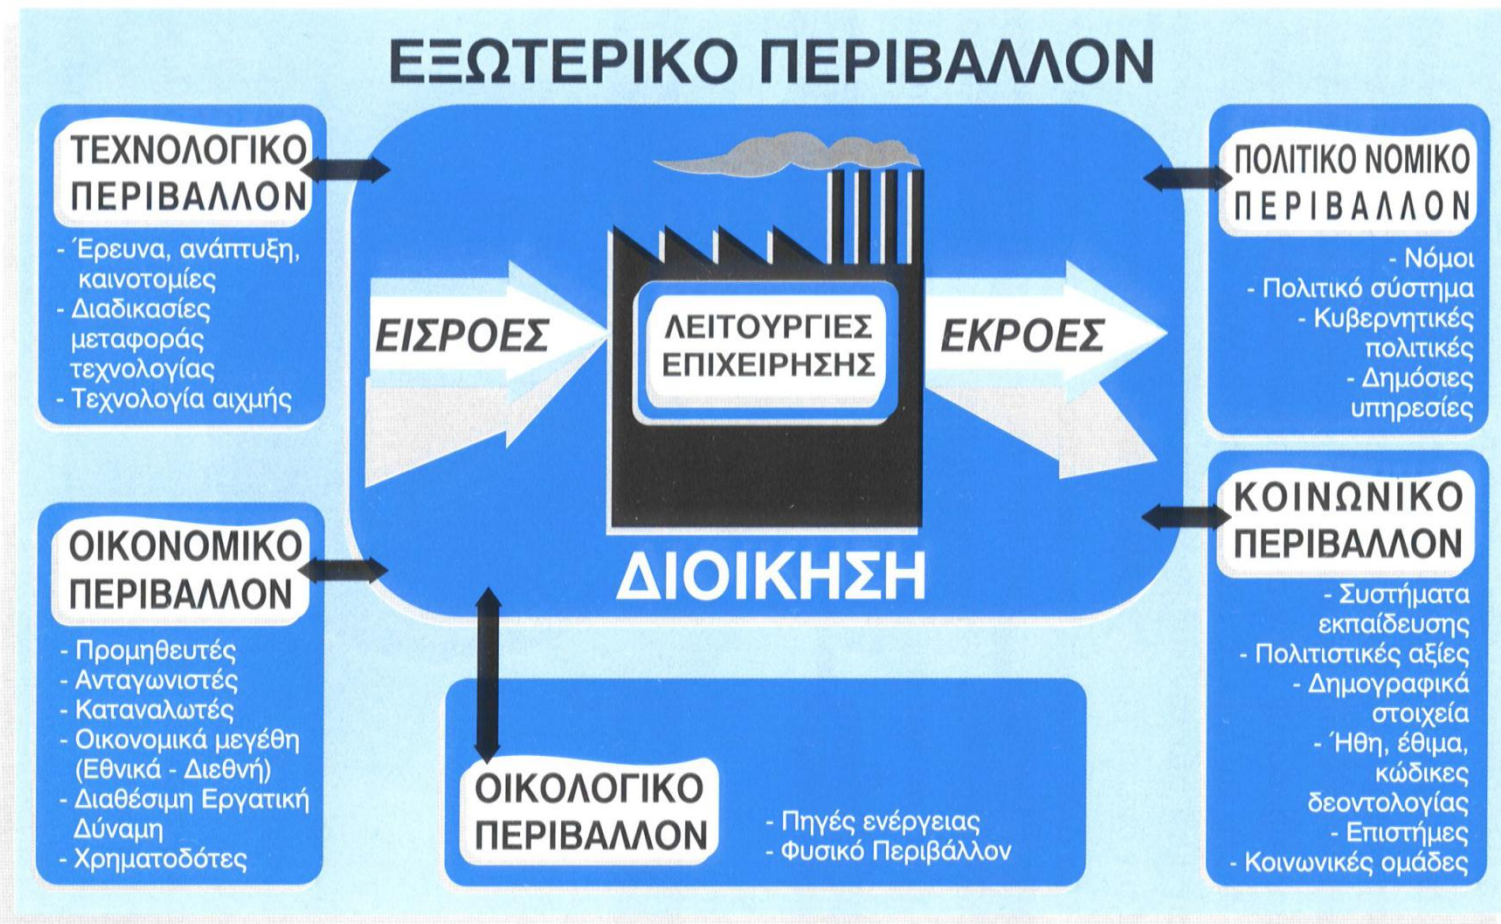 ΕΞΩΤΕΡΙΚΟ ΠΕΡΙΒΑΛΛΟΝ
ΤΕΧΝΟΛΟΓΙΚΟ
ΠΕΡΙΒΑΛΛΟΝ
- Έρευνα, ανάπτυξη,
καινοτομίες
- Διαδικασίες
μεταφοράς
τεχνολογίας
- Τεχνολογία αιχμής
ΟΙΚΟΝΟΜΙΚΟ
ΠΕΡΙΒΑΛΛΟΝ
- Προμηθευτές
- Ανταγωνιστές
- Καταναλωτές
- Οικονομικά μεγέθη
(Εθνικά - Διεθνή)
- Διαθέσιμη Εργατική
Δύναμη
- Χρηματοδότες
ΕΙΣΡΟΕΣ
ΛΕΙΤΟΥΡΓΙΕΣ
ΕΠΙΧΕΙΡΗΣΗΣ
ΕΚΡΟΕΣ
ΔΙΟΙΚΗΣΗ
ΟΙΚΟΛΟΓΙΚΟ
ΠΕΡΙΒΑΛΛΟΝ
- Πηγές ενέργειας
- Φυσικό Περιβάλλον
ΠΟΛΙΤΙΚΟ ΝΟΜΙΚΟ
ΠΕΡΙΒΑΛΛΟΝ
- Νόμοι
- Πολιτικό σύστημα
- Κυβερνητικές
πολιτικές
- Δημόσιες
υπηρεσίες
ΚΟΙΝΩΝΙΚΟ
ΠΕΡΙΒΑΛΛΟΝ
- Συστήματα
εκπαίδευσης
- Πολιτιστικές αξίες
- Δημογραφικά
στοιχεία
- Ήθη, έθιμα,
κώδικες
δεοντολογίας
- Επιστήμες
- Κοινωνικές ομάδες